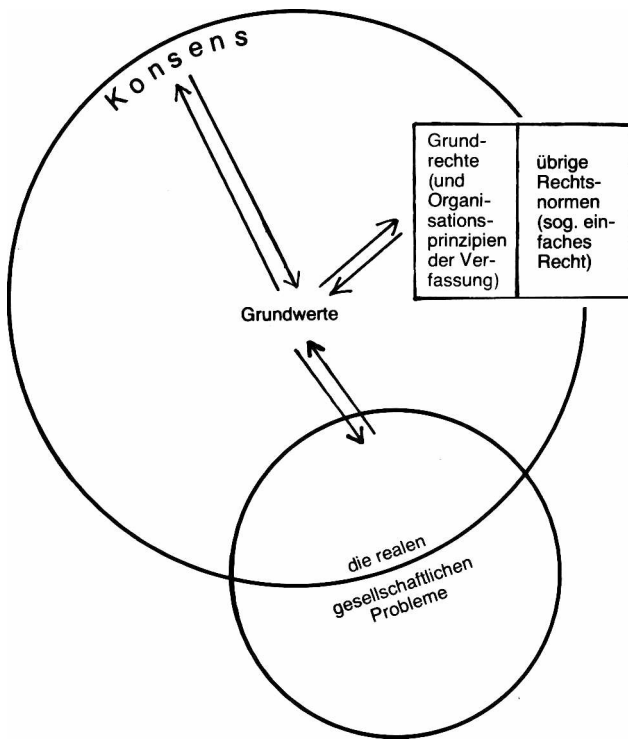 Konsens
Grund-
rechte
(und
Organi-
sations-
prinzipien
der Ver-
fassung)
übrige
Rechts-
normen
(sog. ein-
faches
Recht)
Grundwerte
die realen
gesellschaftlichen
Probleme